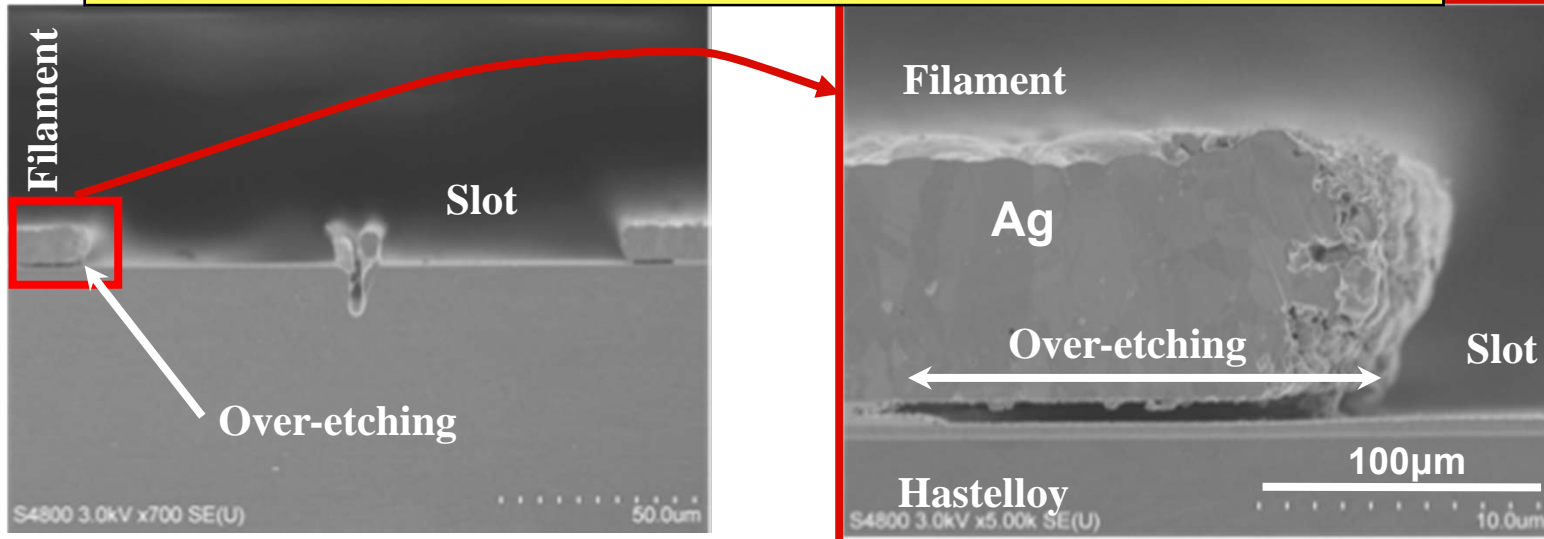 Filament
Slot
Over-etching
S4800 3.0kV x700 SE(U)
50.0um
Filament
Ag
Over-etching
Slot
100μm
Hastelloy
S4800 3.0kV x5.00k SE(U)
10.0um